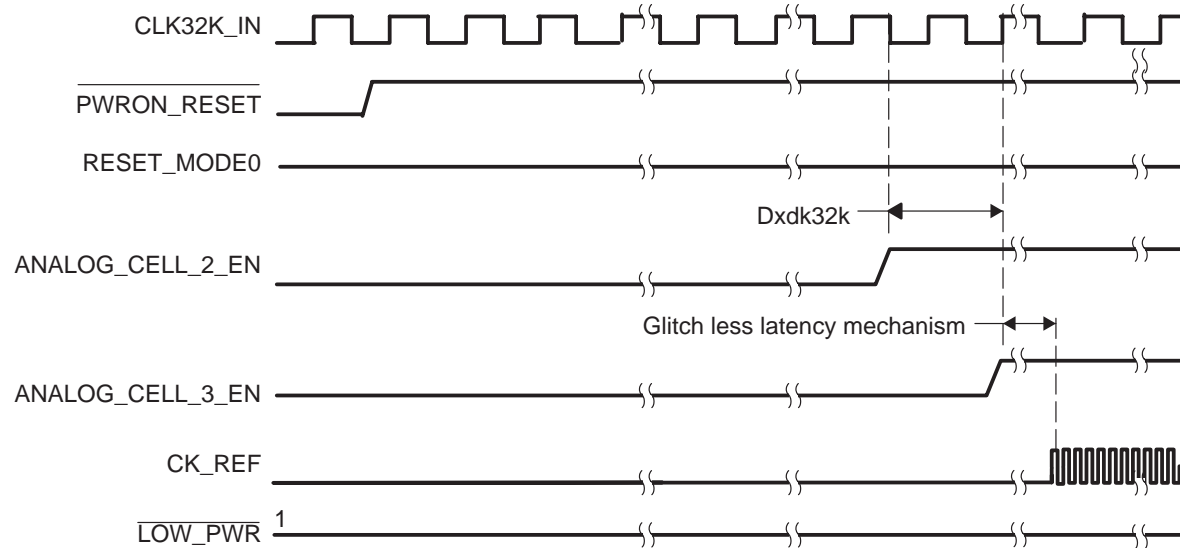 CLK32K_IN
PWRON_RESET
RESET_MODE0
Dxdk32k
ANALOG_CELL_2_EN
Glitch less latency mechanism
ANALOG_CELL_3_EN
CK_REF
LOW_PWR 1